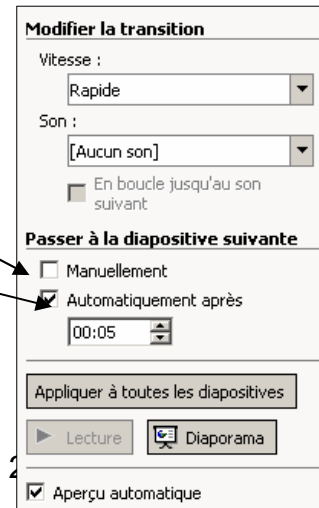 Modifier la transition
Vitesse :
Rapide
Son :
[Aucun son]
En boucle jusqu'au son
suivant
Passer à la diapositive suivante
Manuellement
Automatiquement après
00:05
Appliquer à toutes les diapositives
Lecture Diaporama
Aperçu automatique